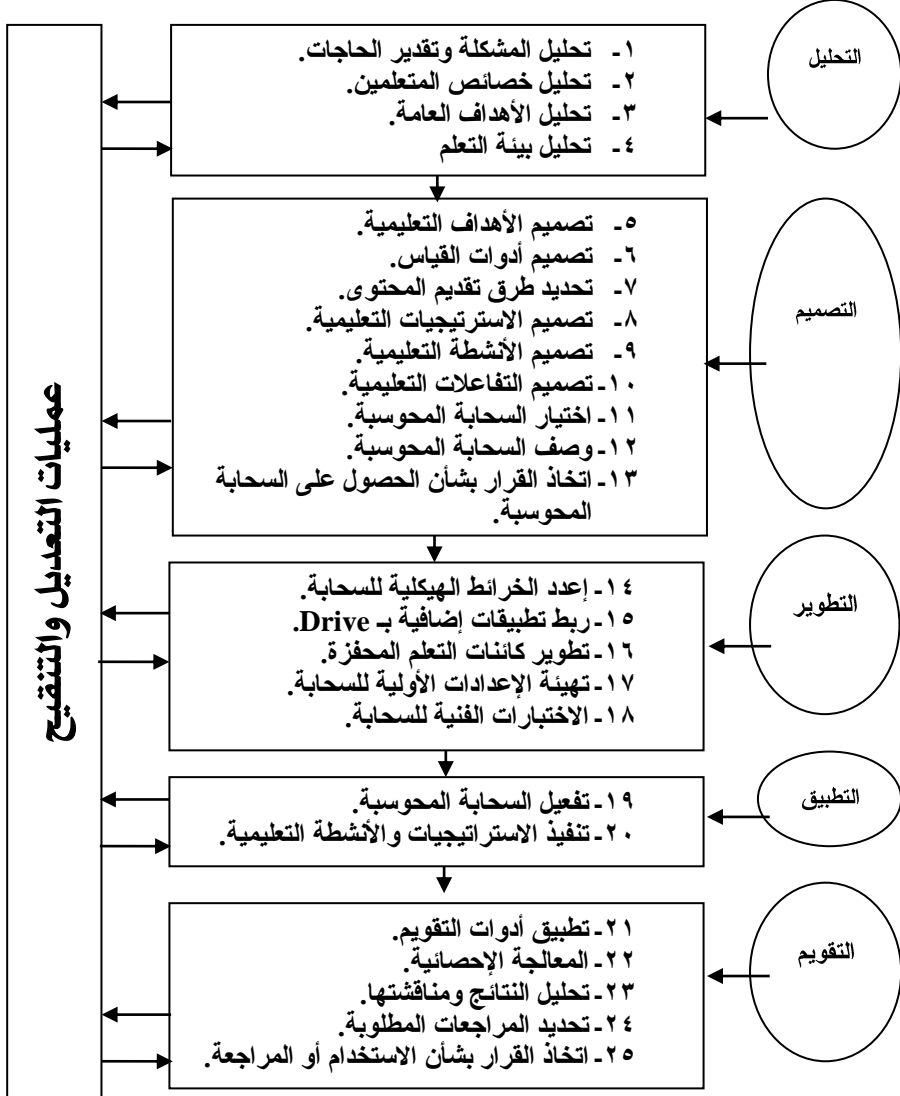 التحليل
١- تحليل المشكلة وتقدير الحاجات.
٢- تحليل خصائص المتعلمين.
٣- تحليل الأهداف العامة.
٤- تحليل بيئة التعلم
التصميم
٥- تصميم الأهداف التعليمية.
٦- تصميم أدوات القياس.
٧- تحديد طرق تقديم المحتوى.
٨- تصميم الاسترتيجيات التعليمية.
٩- تصميم الأنشطة التعليمية.
١٠- تصميم التفاعلات التعليمية.
١١- اختيار السحابة المحوسبة.
١٢- وصف السحابة المحوسبة.
١٣- اتخاذ القرار بشأن الحصول على السحابة
المحوسبة.
التطوير
١٤- إعدد الخرائط الهيكلية للسحابة.
١٥- ربط تطبيقات إضافية بـ Drive.
١٦- تطوير كائنات التعلم المحفزة.
١٧- تهيئة الإعدادات الأولية للسحابة.
١٨- الاختبارات الفنية للسحابة.
التطبيق
١٩- تفعيل السحابة المحوسبة.
٢٠- تنفيذ الاستراتيجيات والأنشطة التعليمية.
التقويم
٢١- تطبيق أدوات التقويم.
٢٢- المعالجة الإحصائية.
٢٣- تحليل النتائج ومناقشتها.
٢٤- تحديد المراجعات المطلوبة.
٢٥- اتخاذ القرار بشأن الاستخدام أو المراجعة.
عمليات التعديل والتنقيح